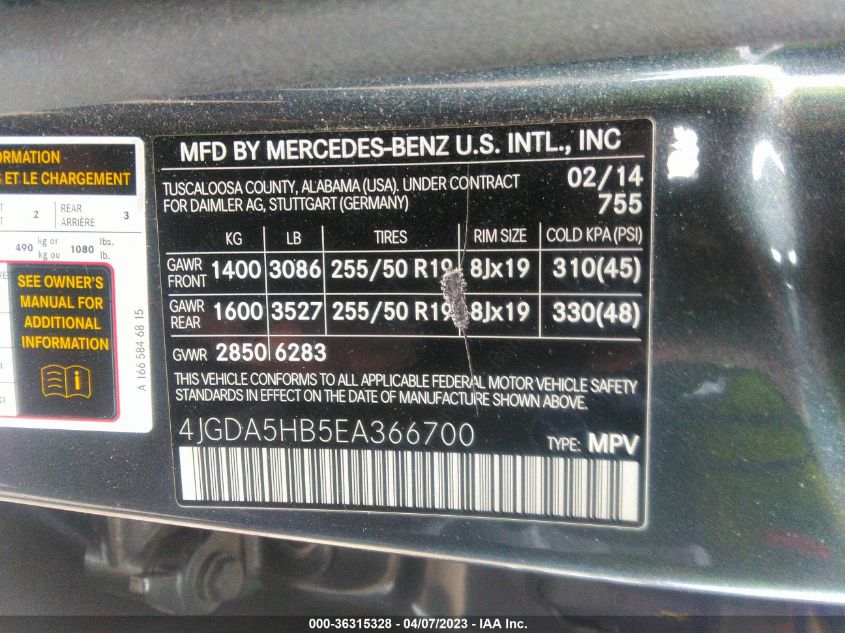 ORMATION
S ET LE CHARGEMENT
2 REAR ARRIÈRE 3
490 kg or kg ou 1080 lbs. lb.
SEE OWNER'S
MANUAL FOR
ADDITIONAL
INFORMATION
A 166 584 68 15
MFD BY MERCEDES-BENZ U.S. INTL., INC
TUSCALOOSA COUNTY, ALABAMA (USA). UNDER CONTRACT 02/14
FOR DAIMLER AG, STUTTGART (GERMANY) 755
KG LB TIRES RIM SIZE COLD KPA (PSI)
GAWR FRONT 1400 3086 255/50 R19 8Jx19 310(45)
GAWR REAR 1600 3527 255/50 R19 8Jx19 330(48)
GVWR 2850 6283
THIS VEHICLE CONFORMS TO ALL APPLICABLE FEDERAL MOTOR VEHICLE SAFETY
STANDARDS IN EFFECT ON THE DATE OF MANUFACTURE SHOWN ABOVE.
4JGDA5HB5EA366700
TYPE: MPV
000-36315328 - 04/07/2023 - IAA Inc.